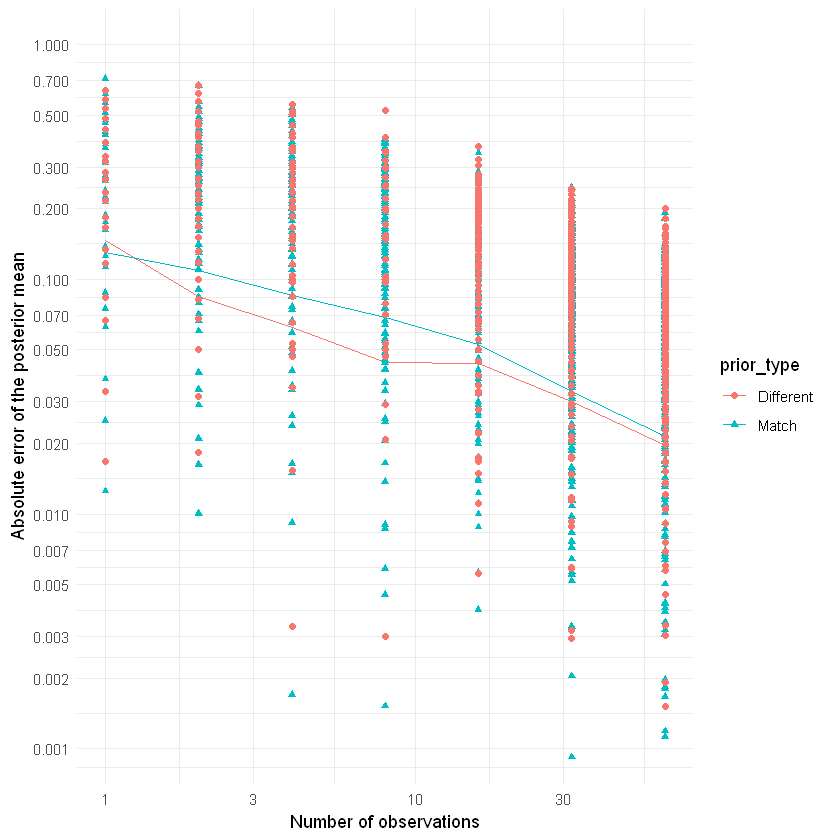 1.000
0.700
0.500
0.300
0.200
0.100
0.070
0.050
0.030
0.020
0.010
0.007
0.005
0.003
0.002
0.001
Absolute error of the posterior mean
1 3 10 30
Number of observations
prior_type
Different
Match